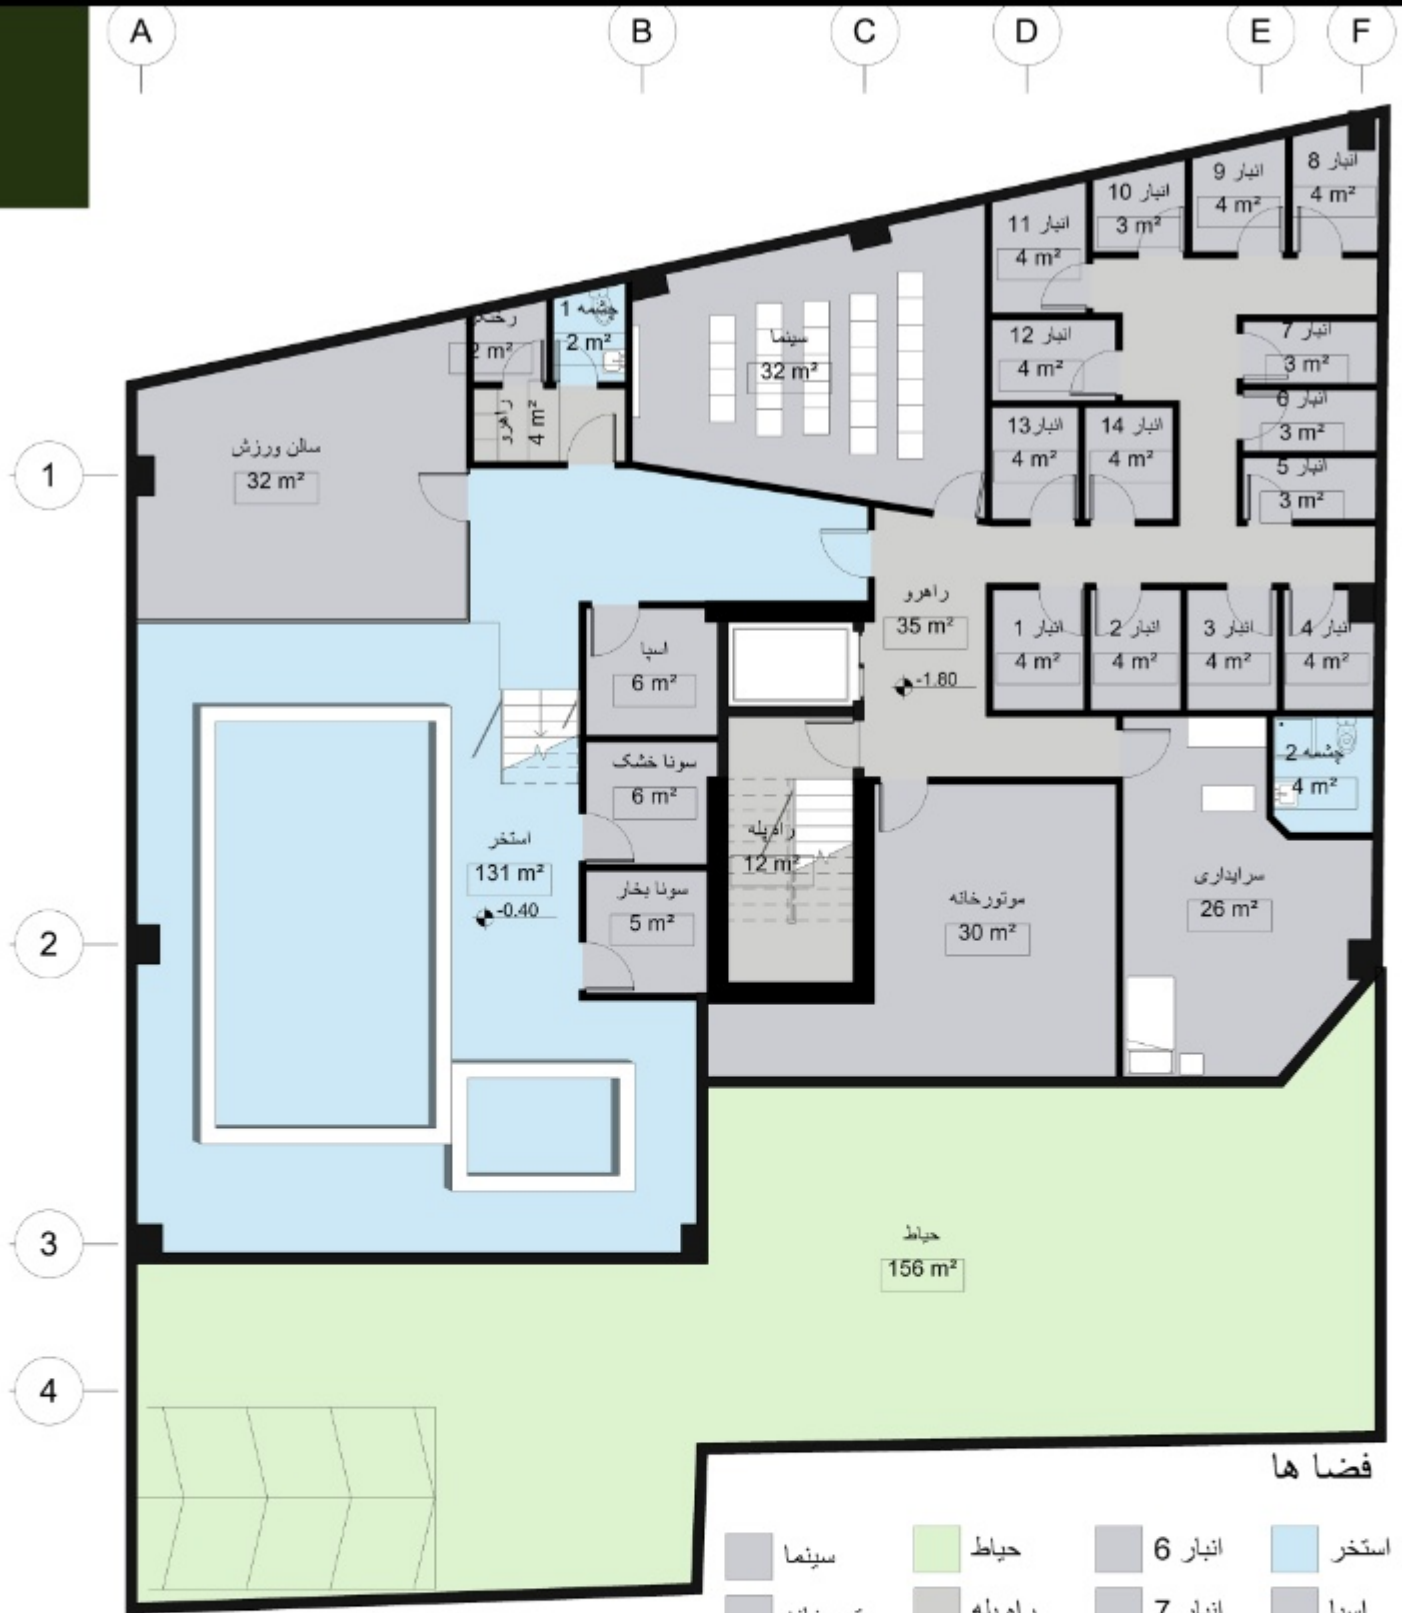 A B C D E F
انبار 8
4 m²
انبار 9
4 m²
انبار 10
3 m²
انبار 11
4 m²
چشمه 1
2 m²
2 m²
سینما
32 m²
انبار 12
4 m²
انبار 7
3 m²
انبار 6
3 m²
راهرو
4 m²
انبار13
4 m²
انبار 14
4 m²
سالن ورزش
32 m²
1
انبار 5
3 m²
راهرو
35 m²
-1.80
انبار 1
4 m²
انبار 2
4 m²
انبار 3
4 m²
انبار 4
4 m²
اسپا
6 m²
سونا خشک
6 m²
چشمه 2
4 m²
استخر
131 m²
-0.40
راه پله
12 m²
سونا بخار
5 m²
موتورخانه
30 m²
سرایداری
26 m²
2
3
حیاط
156 m²
4
فضا ها
استخر
انبار 6
حیاط
سینما
اسپا
انبار 7
راه پله